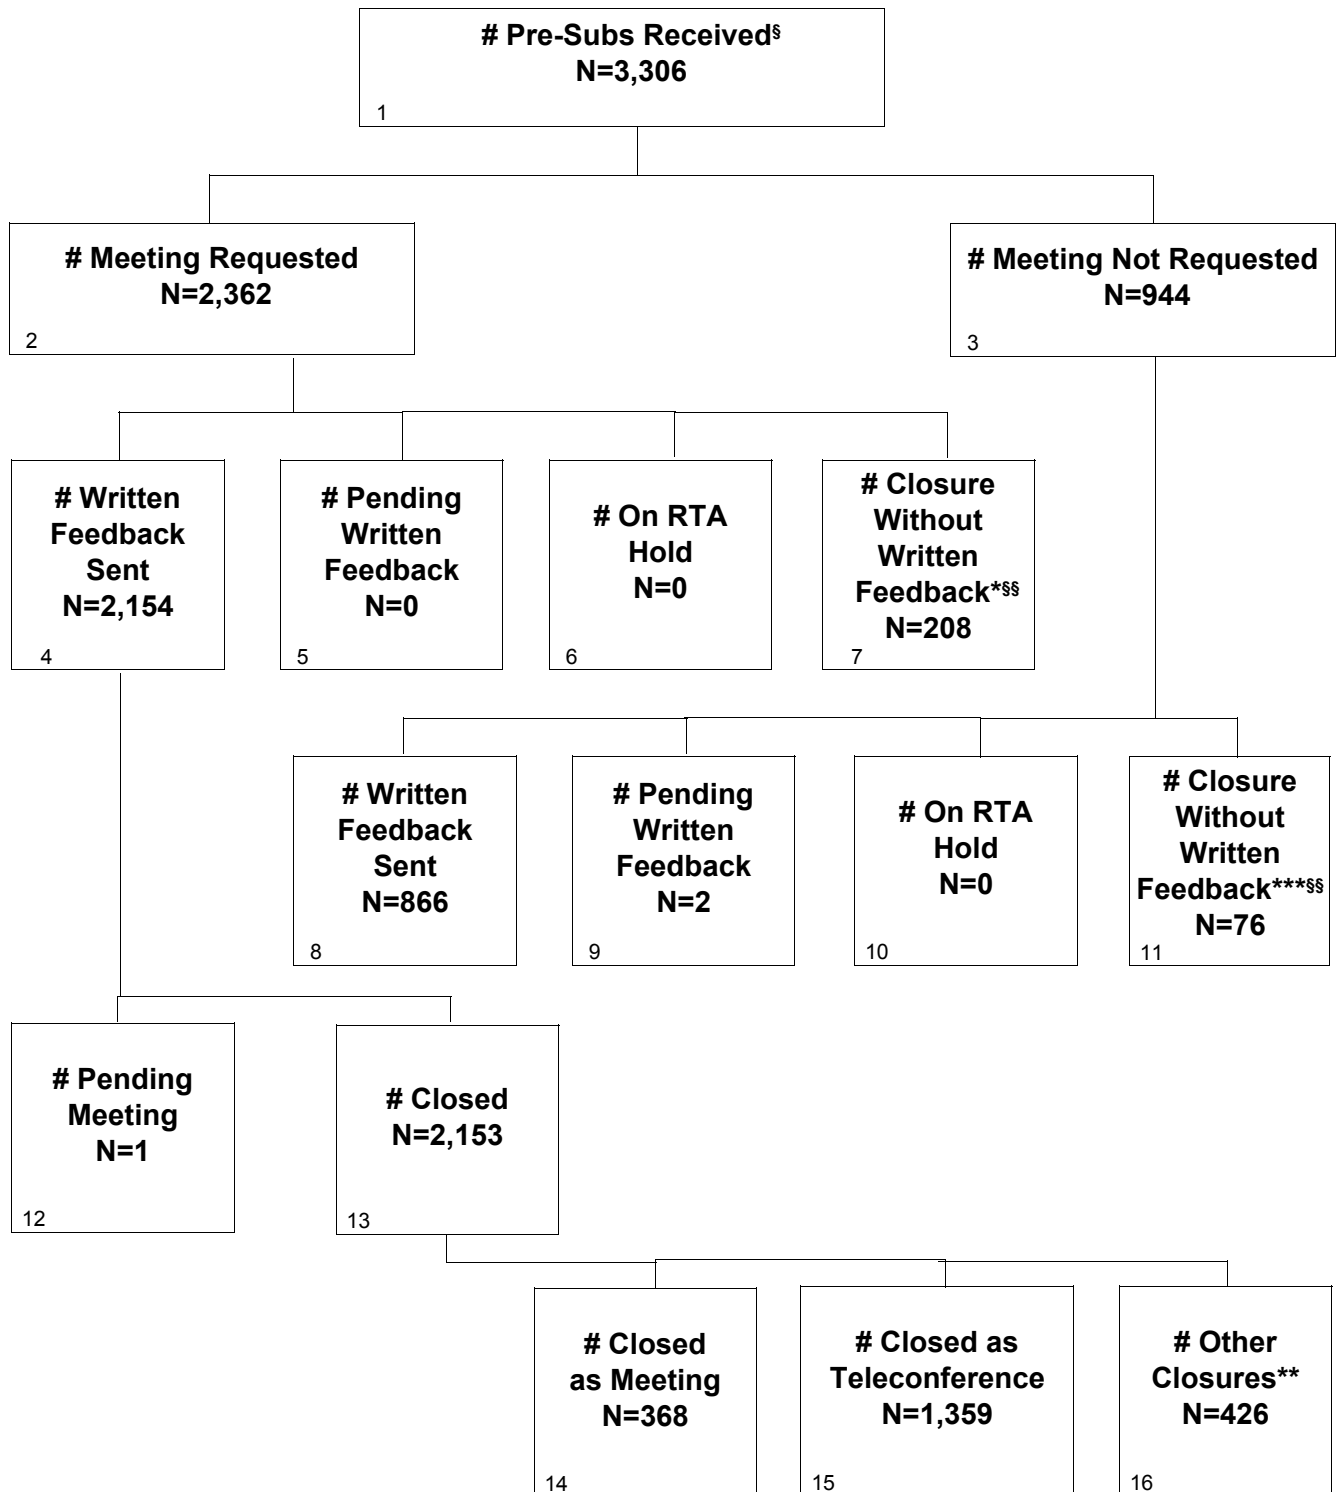 # Pre-Subs Received§
N=3,306
1
# Meeting Requested
N=2,362
2
# Meeting Not Requested
N=944
3
# Written
Feedback
Sent
N=2,154
4
# Pending
Written
Feedback
N=0
5
# On RTA
Hold
N=0
6
# Closure
Without
Written
Feedback*§§
N=208
7
# Written
Feedback
Sent
N=866
8
# Pending
Written
Feedback
N=2
9
# On RTA
Hold
N=0
10
# Closure
Without
Written
Feedback***§§
N=76
11
# Pending
Meeting
N=1
12
# Closed
N=2,153
13
# Closed
as Meeting
N=368
14
# Closed as
Teleconference
N=1,359
15
# Other
Closures**
N=426
16